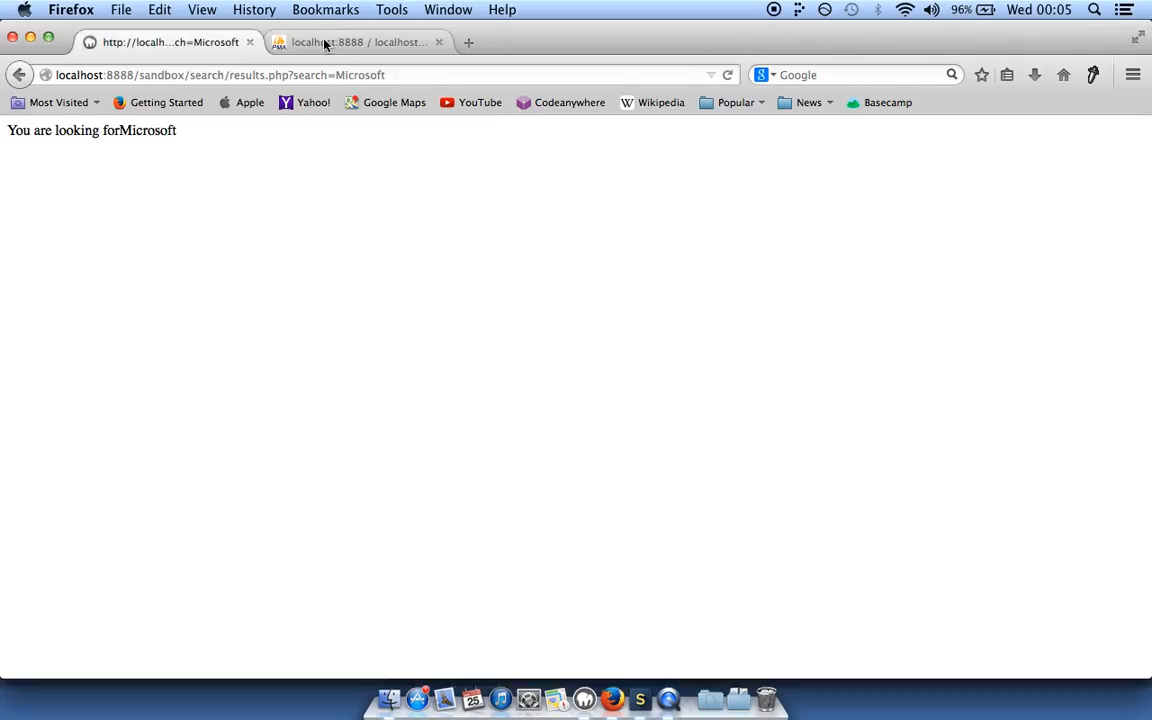 Firefox File Edit View History Bookmarks Tools Window Help 96% Wed 00:05
http://localh...ch=Microsoft localhost:8888 / localhost...
localhost:8888/sandbox/search/results.php?search=Microsoft Google
Most Visited Getting Started Apple Yahoo! Google Maps YouTube Codeanywhere Wikipedia Popular News Basecamp
You are looking forMicrosoft